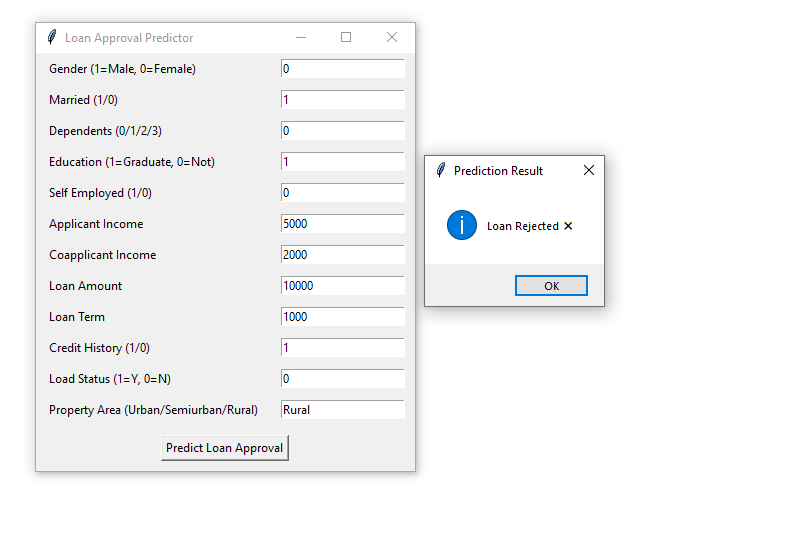 Loan Approval Predictor
Gender (1=Male, 0=Female) 0
Married (1/0) 1
Dependents (0/1/2/3) 0
Education (1=Graduate, 0=Not) 1
Self Employed (1/0) 0
Applicant Income 5000
Coapplicant Income 2000
Loan Amount 10000
Loan Term 1000
Credit History (1/0) 1
Load Status (1=Y, 0=N) 0
Property Area (Urban/Semiurban/Rural) Rural
Predict Loan Approval
Prediction Result
Loan Rejected ❌
OK